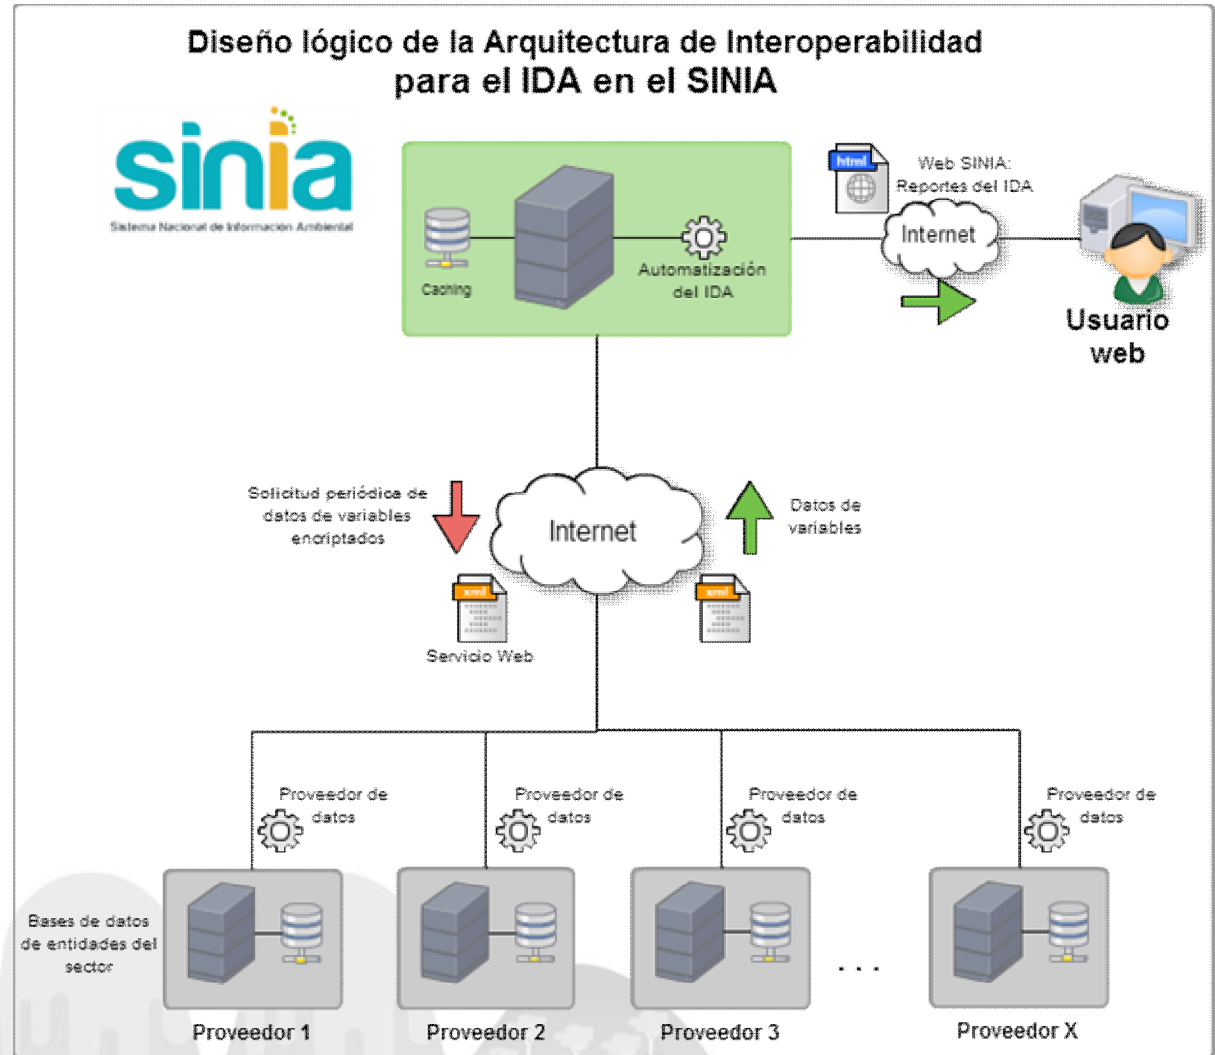 Diseño lógico de la Arquitectura de Interoperabilidad
para el IDA en el SINIA
sinia
Sistema Nacional de Información Ambiental
Caching
Automatización
del IDA
html
Web SINIA:
Reportes del IDA
Internet
Usuario
web
Solicitud periódica de
datos de variables
encriptados
Internet
Datos de
variables
xml
Servicio Web
xml
Proveedor de
datos
Proveedor de
datos
Proveedor de
datos
Proveedor de
datos
Bases de datos
de entidades del
sector
. . .
Proveedor 1
Proveedor 2
Proveedor 3
Proveedor X